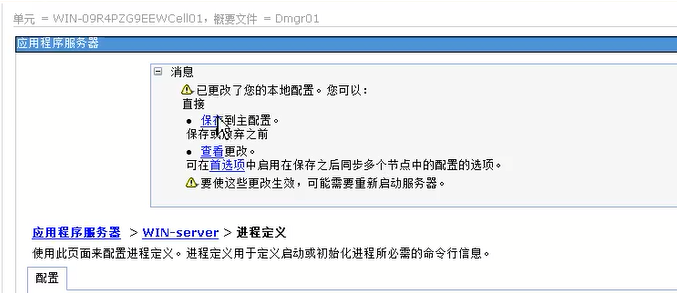 单元 = WIN-09R4PZG9EEWCell01，概要文件 = Dmgr01
应用程序服务器
消息
已更改了您的本地配置。您可以：
直接
保存到主配置。
保存或放弃之前
查看更改。
可在首选项中启用在保存之后同步多个节点中的配置的选项。
要使这些更改生效，可能需要重新启动服务器。
应用程序服务器 > WIN-server > 进程定义
使用此页面来配置进程定义。进程定义用于定义启动或初始化进程所必需的命令行信息。
配置